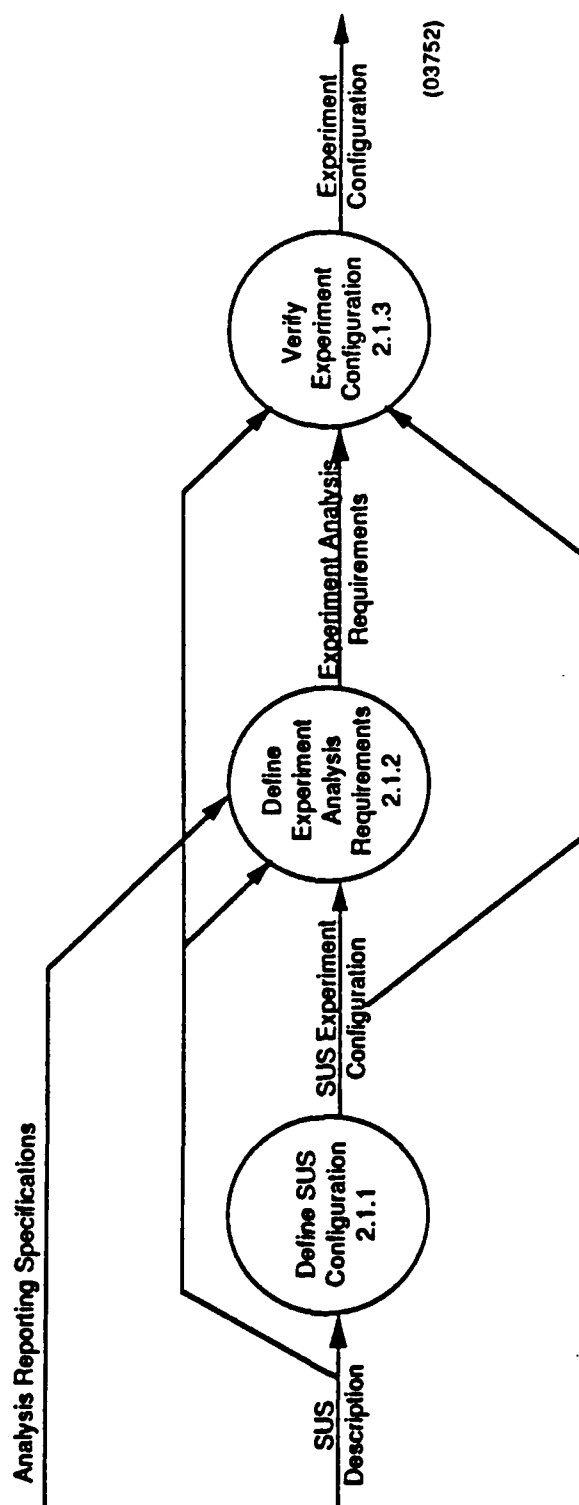 Analysis Reporting Specifications
SUS
Description
Define SUS
Configuration
2.1.1
SUS Experiment
Configuration
Define
Experiment
Analysis
Requirements
2.1.2
Experiment Analysis
Requirements
Verify
Experiment
Configuration
2.1.3
Experiment
Configuration
(03752)